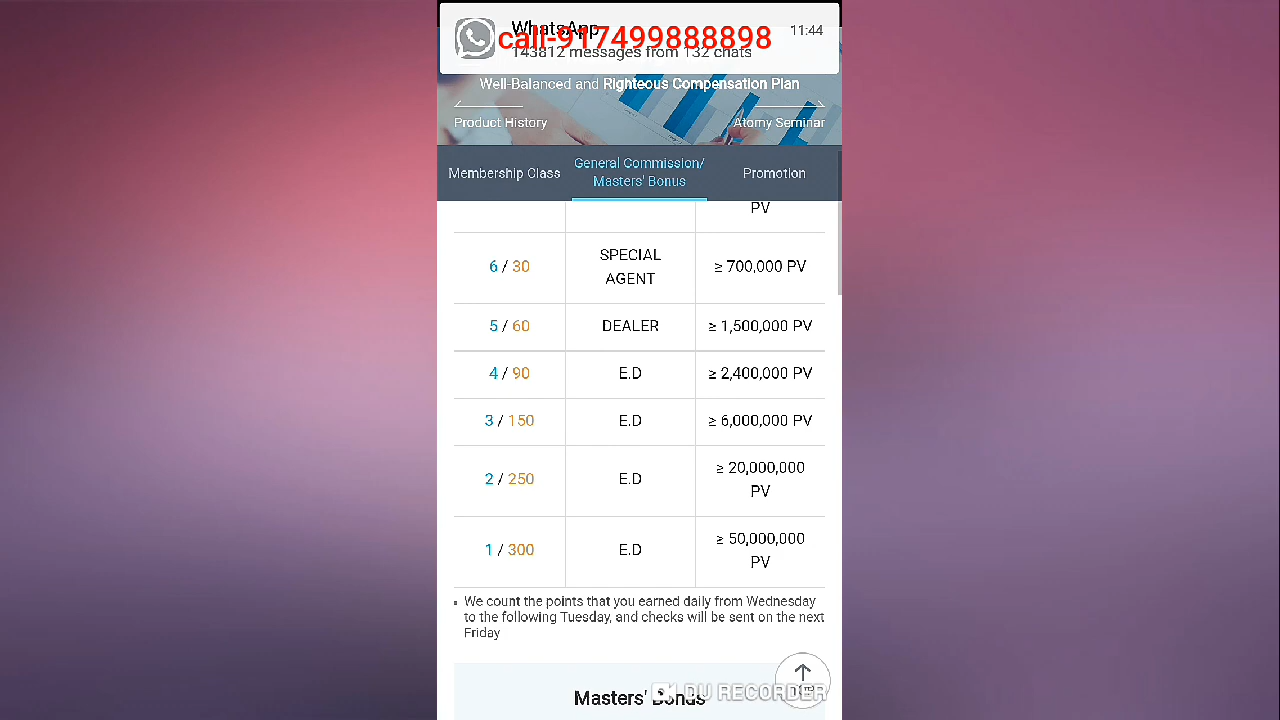 WhatsApp
11:44
call-917499888898
143812 messages from 132 chats
Well-Balanced and Righteous Compensation Plan
Product History
Atomy Seminar
Membership Class
General Commission/
Masters' Bonus
Promotion
PV
6 / 30
SPECIAL
AGENT
≥ 700,000 PV
5 / 60
DEALER
≥ 1,500,000 PV
4 / 90
E.D
≥ 2,400,000 PV
3 / 150
E.D
≥ 6,000,000 PV
2 / 250
E.D
≥ 20,000,000
PV
1 / 300
E.D
≥ 50,000,000
PV
We count the points that you earned daily from Wednesday
to the following Tuesday, and checks will be sent on the next
Friday
Masters' Bonus
TOP
DU RECORDER